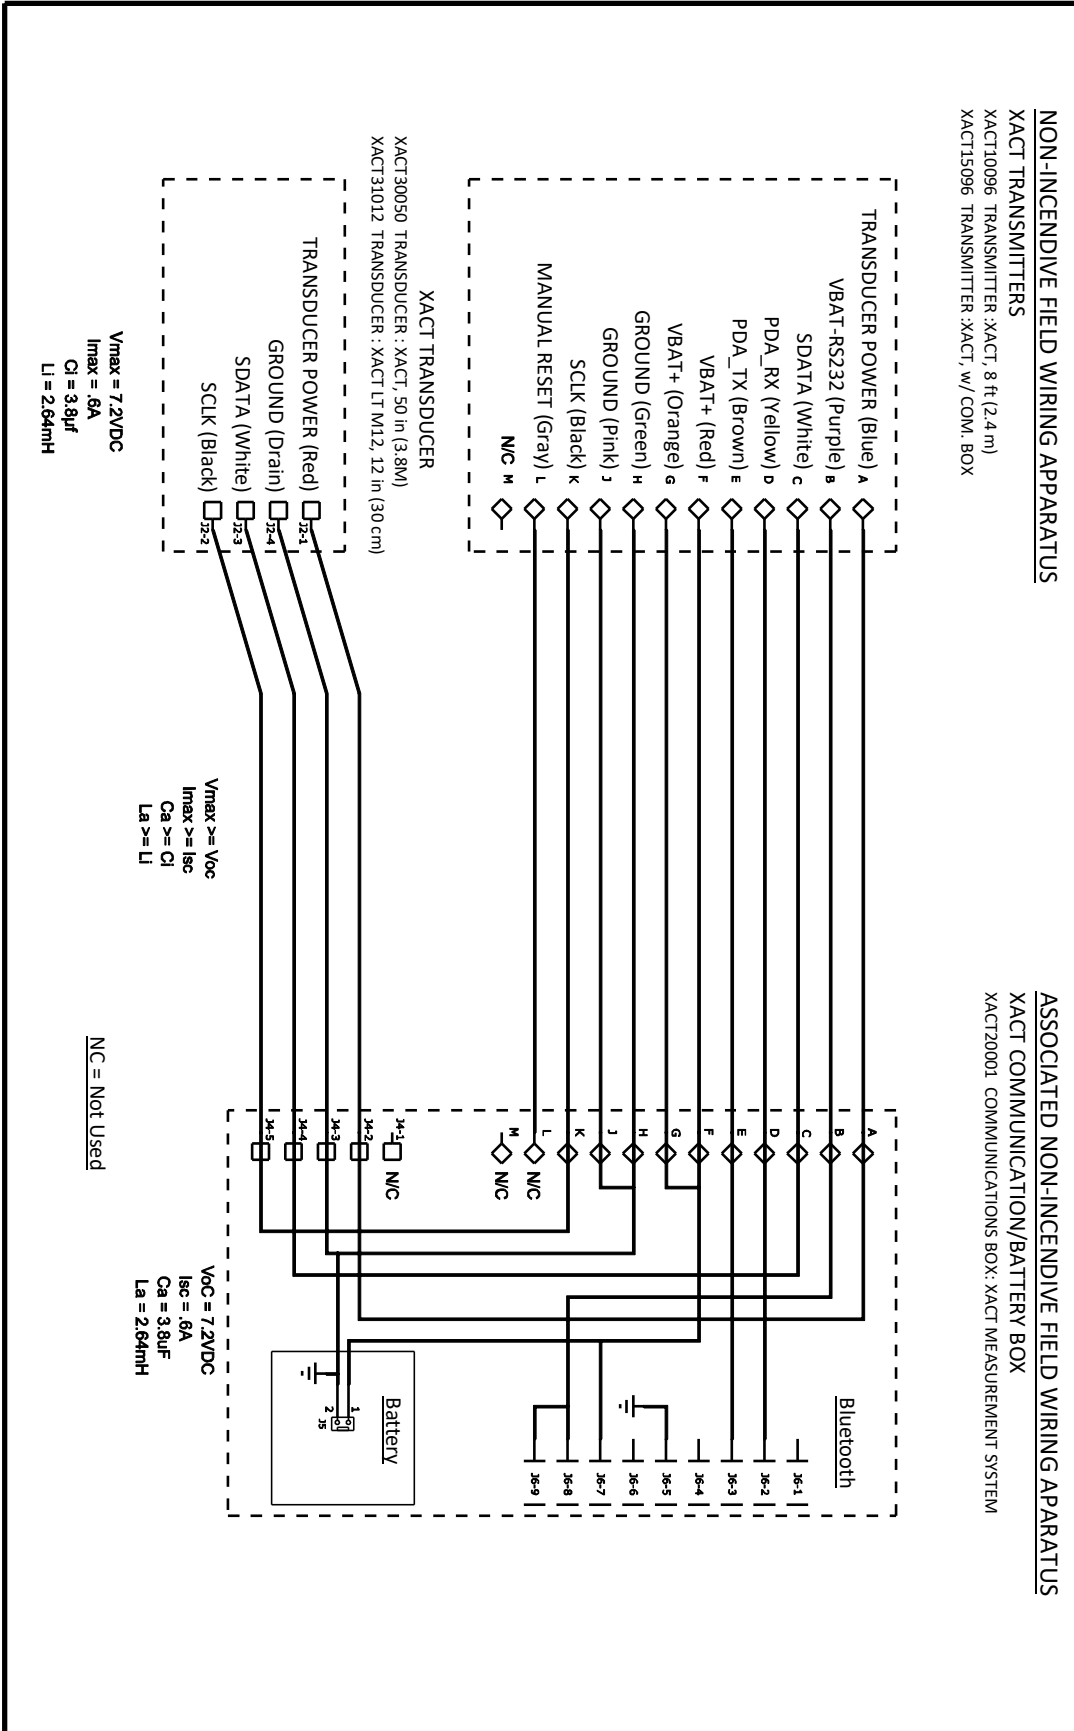 NON-INCENDIVE FIELD WIRING APPARATUS
XACT TRANSMITTERS
XACT10096 TRANSMITTER :XACT, 8 ft (2.4 m)
XACT15096 TRANSMITTER :XACT, w/ COM. BOX
TRANSDUCER POWER (Blue) A
VBAT-RS232 (Purple) B
SDATA (White) C
PDA_RX (Yellow) D
PDA_TX (Brown) E
VBAT+ (Red) F
VBAT+ (Orange) G
GROUND (Green) H
GROUND (Pink) J
SCLK (Black) K
MANUAL RESET (Gray) L
N/C M
XACT TRANSDUCER
XACT30050 TRANSDUCER : XACT, 50 in (3.8M)
XACT31012 TRANSDUCER : XACT LT M12, 12 in (30 cm)
TRANSDUCER POWER (Red) J2-1
GROUND (Drain) J2-4
SDATA (White) J2-3
SCLK (Black) J2-2
Vmax = 7.2VDC
Imax = .6A
Ci = 3.8µf
Li = 2.64mH
Vmax >= Voc
Imax >= Isc
Ca >= Ci
La >= Li
ASSOCIATED NON-INCENDIVE FIELD WIRING APARATUS
XACT COMMUNICATION/BATTERY BOX
XACT20001 COMMUNICATIONS BOX: XACT MEASUREMENT SYSTEM
A
B
C
D
E
F
G
H
J
K
L N/C
M N/C
J4-1 N/C
J4-2
J4-3
J4-4
J4-5
Bluetooth
J6-1
J6-2
J6-3
J6-4
J6-5
J6-6
J6-7
J6-8
J6-9
Battery
1
2
J5
VoC = 7.2VDC
Isc = .6A
Ca = 3.8uF
La = 2.64mH
NC = Not Used